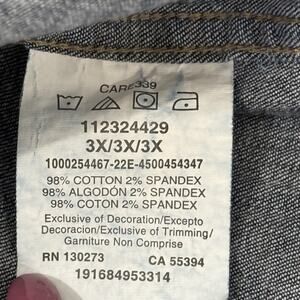 CARE339
112324429
3X/3X/3X
1000254467-22E-4500454347
98% COTTON 2% SPANDEX
98% ALGODÓN 2% SPANDEX
98% COTON 2% SPANDEX
Exclusive of Decoration/Excepto
Decoracion/Exclusive of Trimming/
Garniture Non Comprise
RN 130273 CA 55394
191684953314